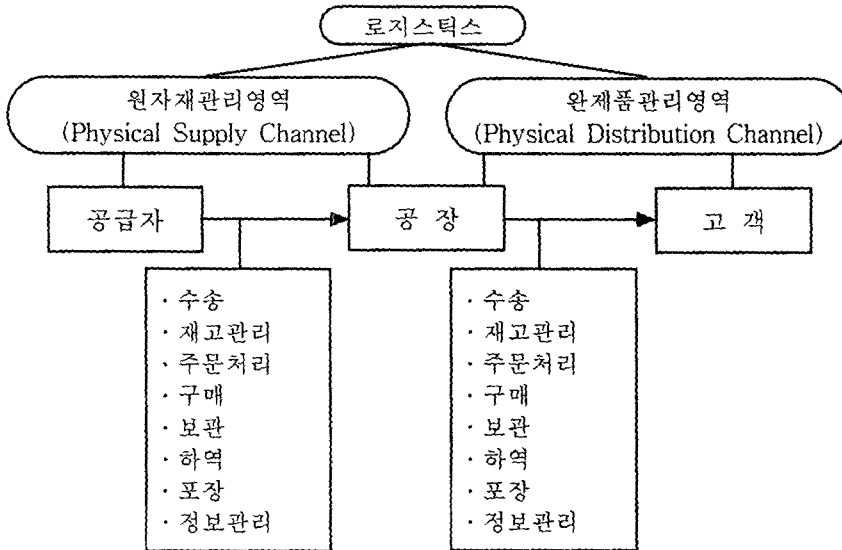 로지스틱스
원자재관리영역
(Physical Supply Channel)
완제품관리영역
(Physical Distribution Channel)
공급자
공 장
고 객
· 수송
· 재고관리
· 주문처리
· 구매
· 보관
· 하역
· 포장
· 정보관리
· 수송
· 재고관리
· 주문처리
· 구매
· 보관
· 하역
· 포장
· 정보관리